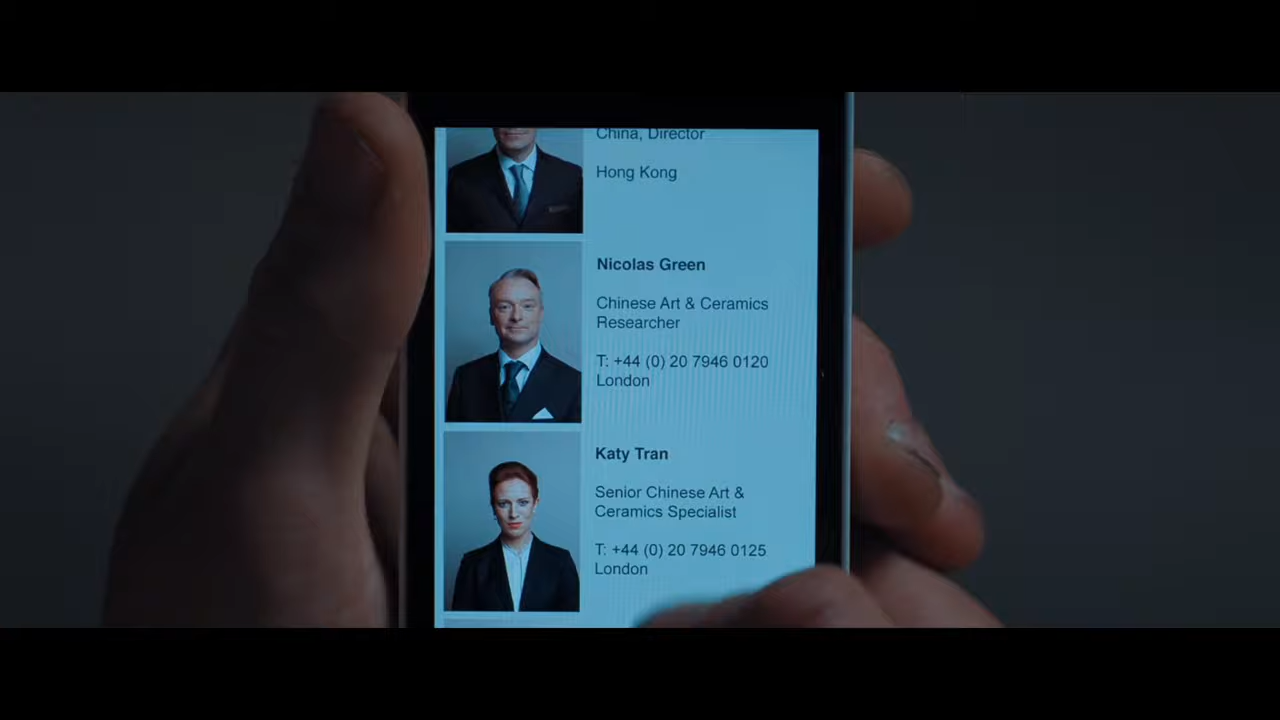 China, Director
Hong Kong
Nicolas Green
Chinese Art & Ceramics
Researcher
T: +44 (0) 20 7946 0120
London
Katy Tran
Senior Chinese Art &
Ceramics Specialist
T: +44 (0) 20 7946 0125
London